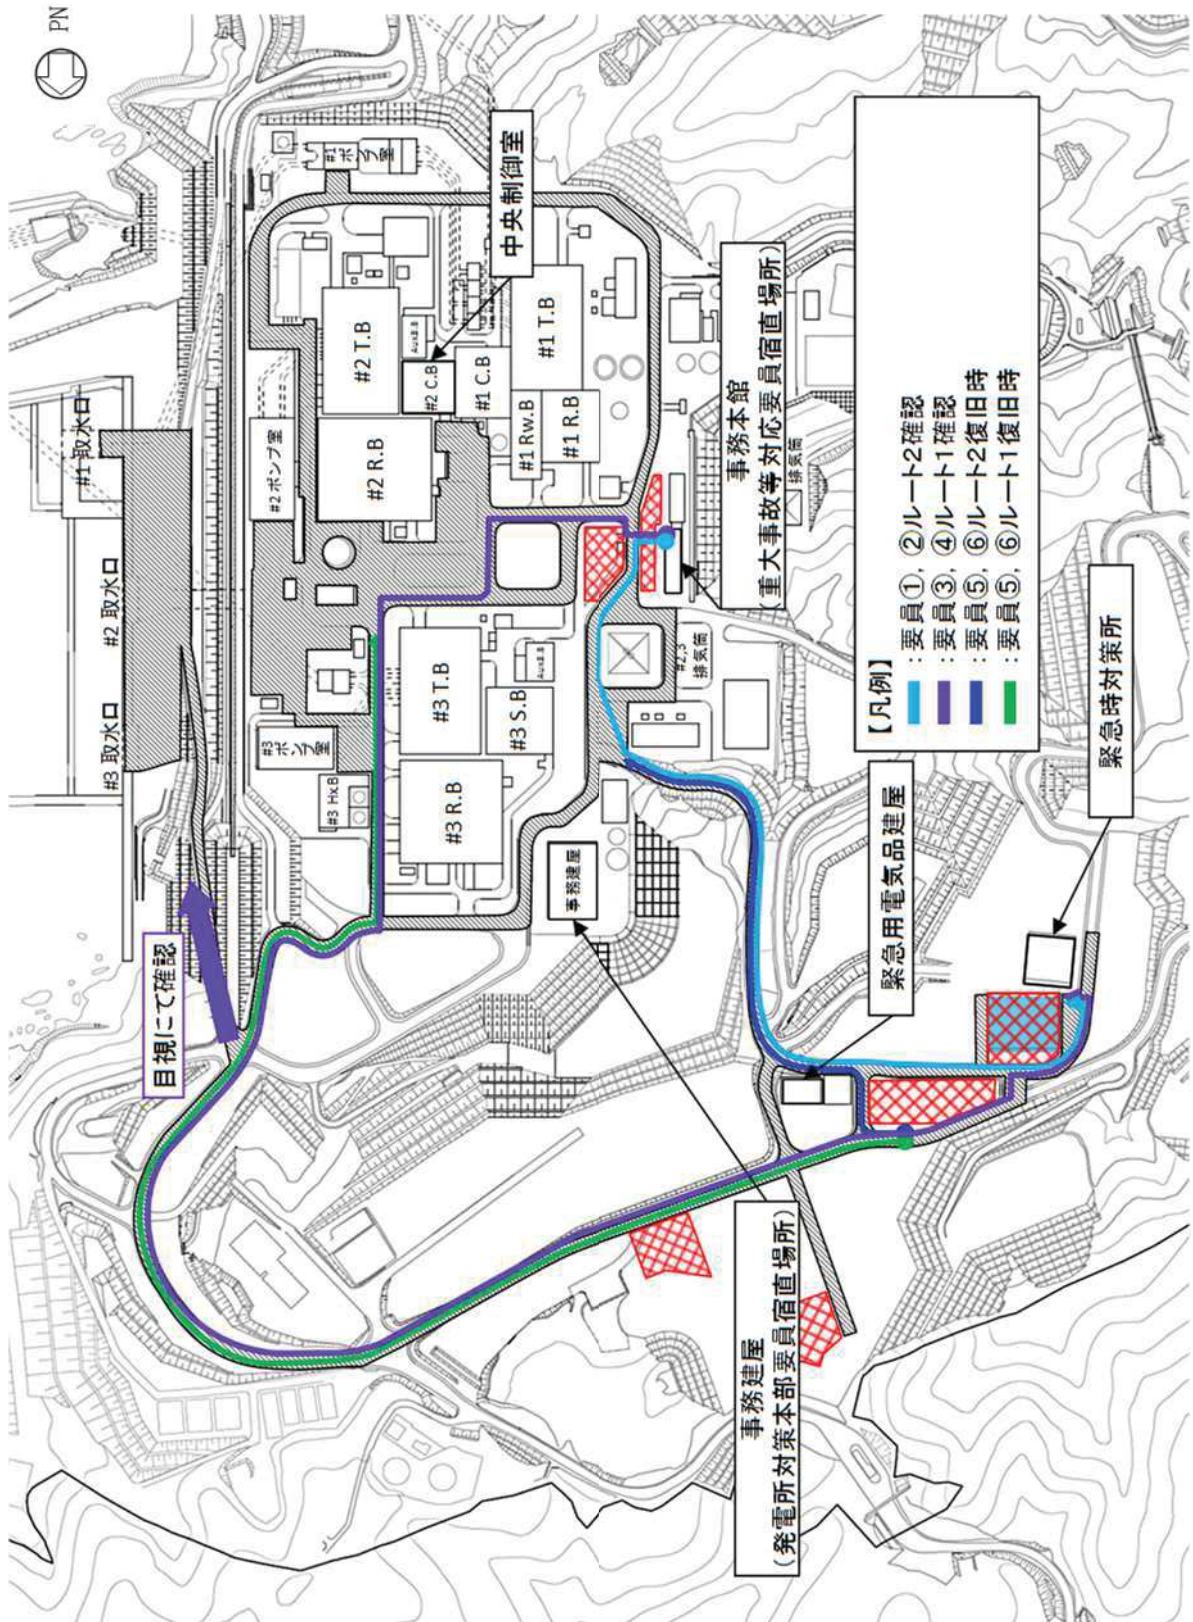 PN
#1 取水口
#2 取水口
#3 取水口
#1
ポンプ
室
#2 ポンプ室
#3
ポンプ室
#3 Hx.B
#2 T.B
#2 R.B
Aux.B.B
#2 C.B
#1 C.B
#1 T.B
#1 Rw.B
#1 R.B
#3 T.B
#3 R.B
#3 S.B
Aux.B.B
中央制御室
目視にて確認
#2,3
排気筒
排気筒
事務本館
(重大事故等対応要員宿直場所)
事務建屋
事務建屋
(発電所対策本部要員宿直場所)
緊急用電気品建屋
緊急時対策所
【凡例】
:要員①,②ルート2確認
:要員③,④ルート1確認
:要員⑤,⑥ルート2復旧時
:要員⑤,⑥ルート1復旧時